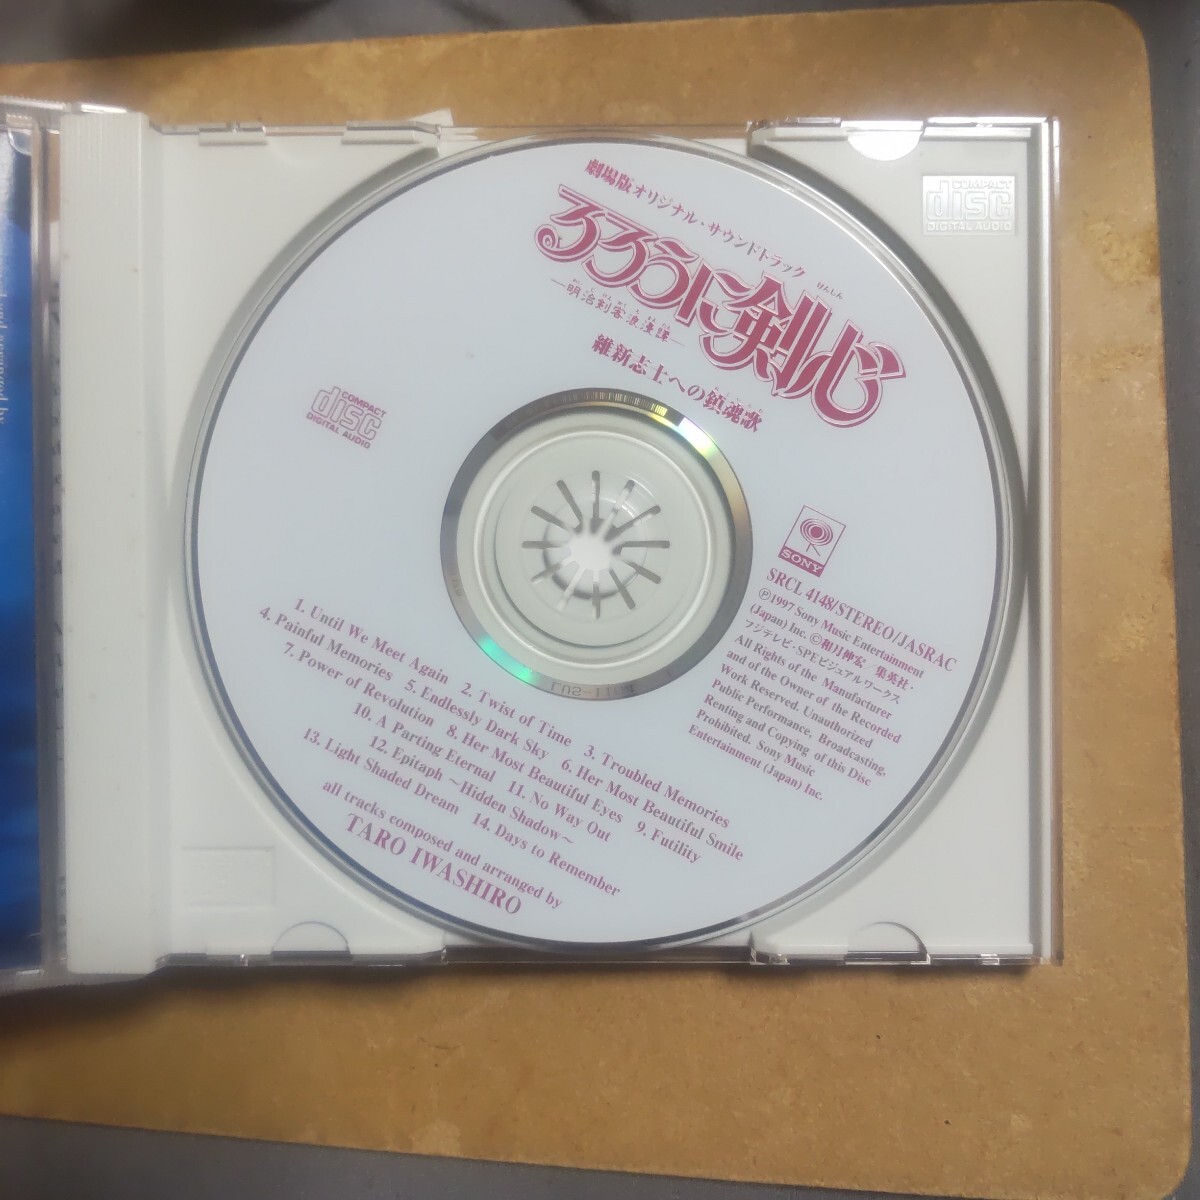 劇場版オリジナル・サウンドトラック
けんしん
るろうに剣心
―明治剣客浪漫譚―
維新志士への鎮魂歌
COMPACT
disc
DIGITAL AUDIO
COMPACT
disc
DIGITAL AUDIO
SONY
SRCL 4148/STEREO/JASRAC
℗1997 Sony Music Entertainment
(Japan) Inc. ©和月伸宏／集英社・
フジテレビ・SPEビジュアルワークス
All Rights of the Manufacturer
and of the Owner of the Recorded
Work Reserved. Unauthorized
Public Performance, Broadcasting,
Renting and Copying of this Disc
Prohibited. Sony Music
Entertainment (Japan) Inc.
1. Until We Meet Again 2. Twist of Time 3. Troubled Memories
4. Painful Memories 5. Endlessly Dark Sky 6. Her Most Beautiful Smile
7. Power of Revolution 8. Her Most Beautiful Eyes 9. Futility
10. A Parting Eternal 11. No Way Out
12. Epitaph ～Hidden Shadow～
13. Light Shaded Dream 14. Days to Remember
all tracks composed and arranged by
TARO IWASHIRO
and arranged by